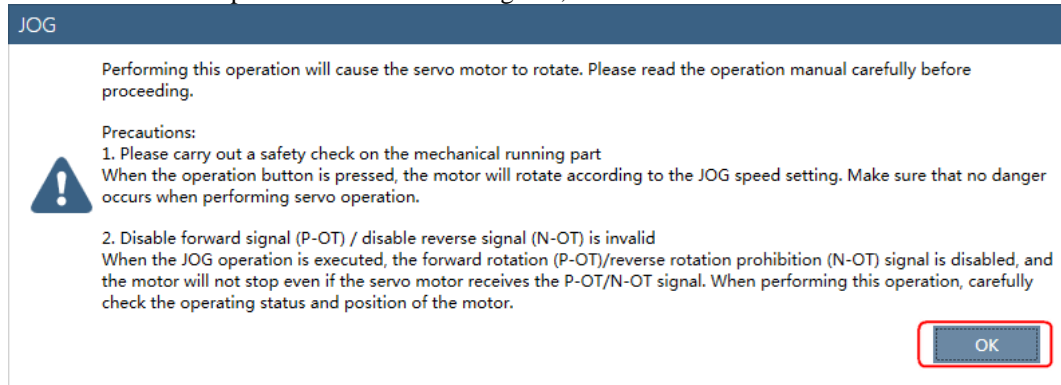 JOG
Performing this operation will cause the servo motor to rotate. Please read the operation manual carefully before
proceeding.
Precautions:
1. Please carry out a safety check on the mechanical running part
When the operation button is pressed, the motor will rotate according to the JOG speed setting. Make sure that no danger
occurs when performing servo operation.
2. Disable forward signal (P-OT) / disable reverse signal (N-OT) is invalid
When the JOG operation is executed, the forward rotation (P-OT)/reverse rotation prohibition (N-OT) signal is disabled, and
the motor will not stop even if the servo motor receives the P-OT/N-OT signal. When performing this operation, carefully
check the operating status and position of the motor.
OK